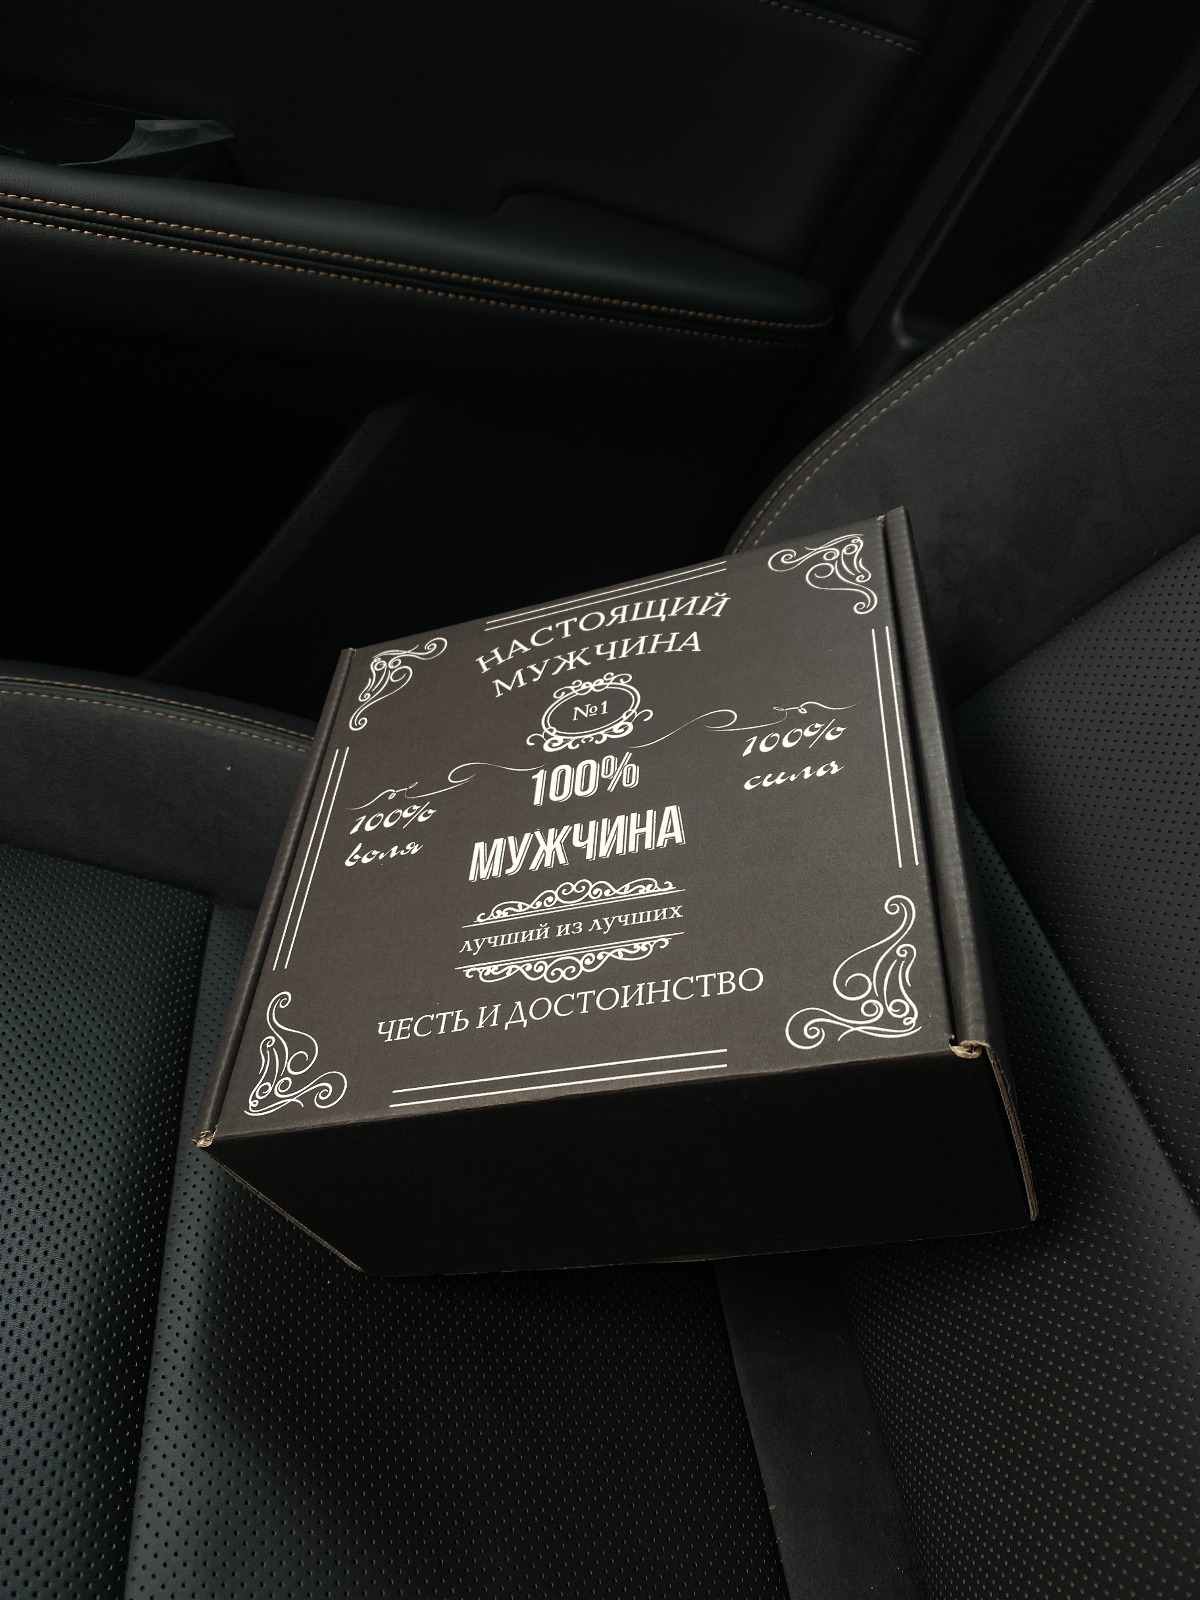 НАСТОЯЩИЙ
МУЖЧИНА
№1
100%
воля
100%
МУЖЧИНА
100%
сила
лучший из лучших
ЧЕСТЬ И ДОСТОИНСТВО